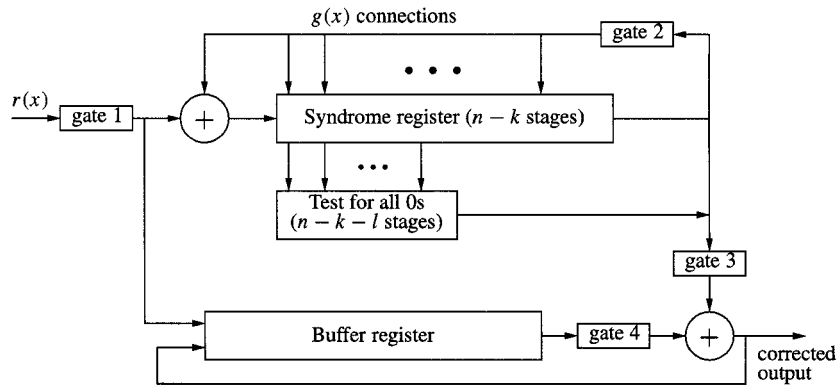 g(x) connections
gate 2
• • •
r(x)
gate 1
+
Syndrome register (n − k stages)
• • •
Test for all 0s
(n − k − l stages)
gate 3
Buffer register
gate 4
+
corrected
output